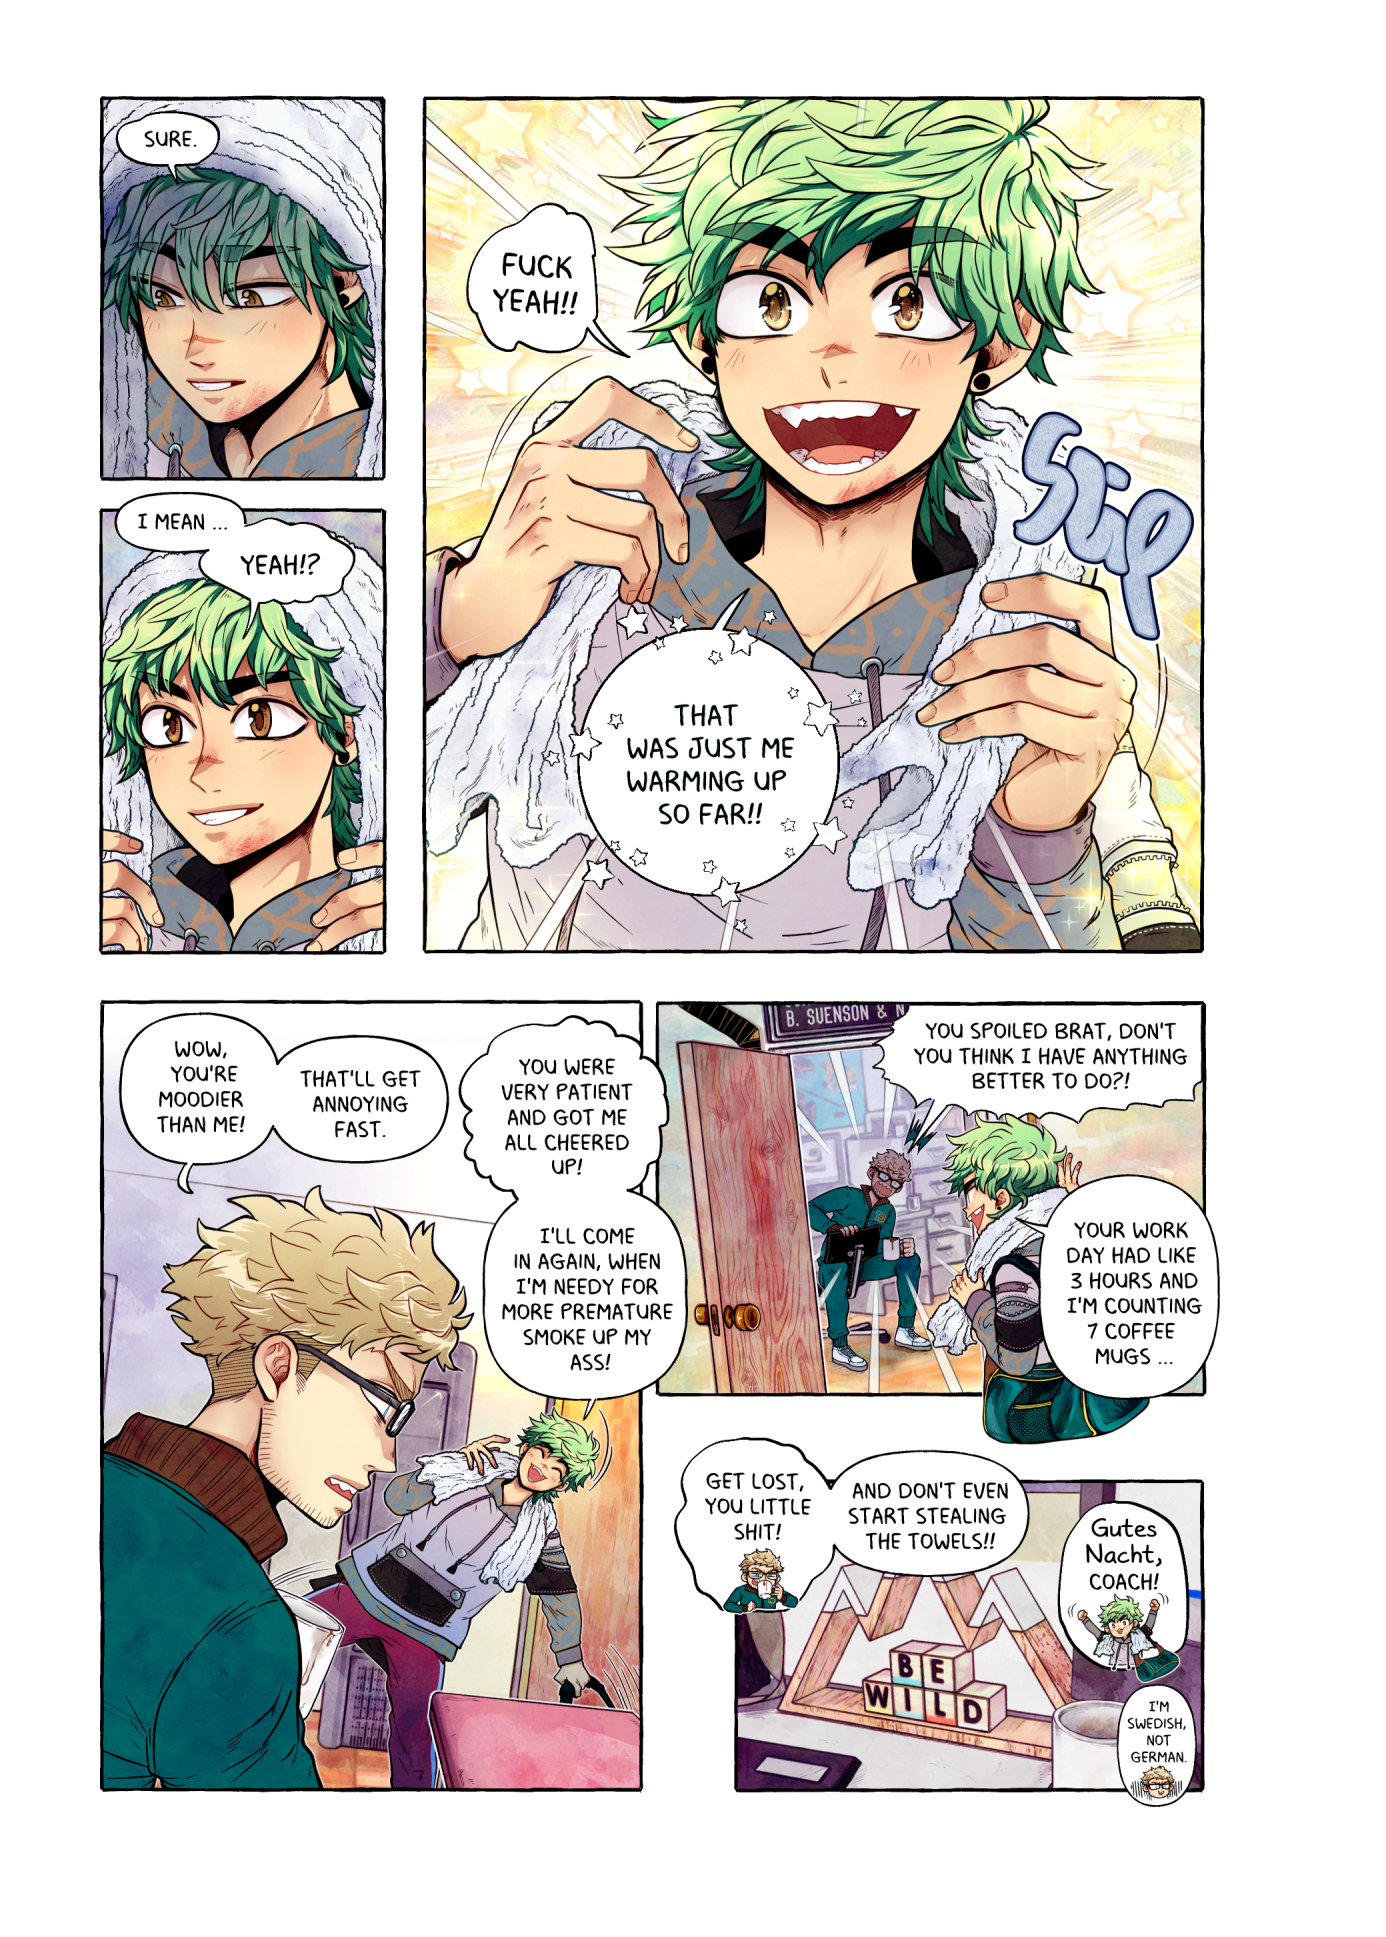 SURE.
I MEAN ...
YEAH!?
FUCK
YEAH!!
Slip
THAT
WAS JUST ME
WARMING UP
SO FAR!!
WOW,
YOU'RE
MOODIER
THAN ME!
THAT'LL GET
ANNOYING
FAST.
YOU WERE
VERY PATIENT
AND GOT ME
ALL CHEERED
UP!
I'LL COME
IN AGAIN, WHEN
I'M NEEDY FOR
MORE PREMATURE
SMOKE UP MY
ASS!
B. SUENSON & N
YOU SPOILED BRAT, DON'T
YOU THINK I HAVE ANYTHING
BETTER TO DO?!
YOUR WORK
DAY HAD LIKE
3 HOURS AND
I'M COUNTING
7 COFFEE
MUGS ...
GET LOST,
YOU LITTLE
SHIT!
AND DON'T EVEN
START STEALING
THE TOWELS!!
Gutes
Nacht,
COACH!
BE
WILD
I'M
SWEDISH,
NOT
GERMAN.